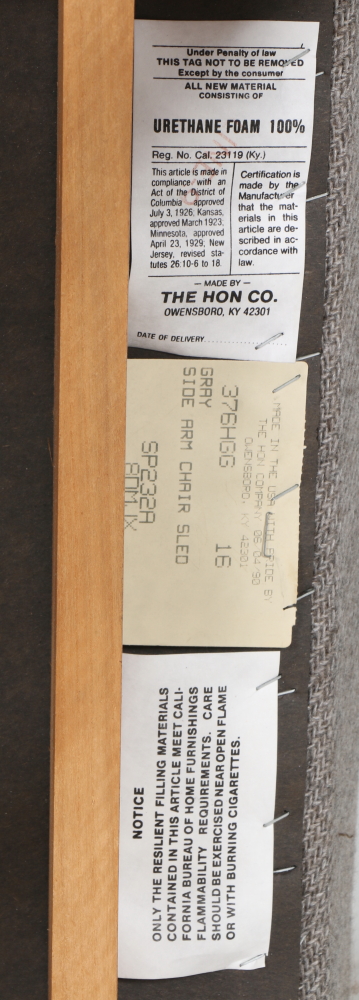 Under Penalty of law
THIS TAG NOT TO BE REMOVED
Except by the consumer
ALL NEW MATERIAL
CONSISTING OF
URETHANE FOAM 100%
Reg. No. Cal. 23119 (Ky.)
This article is made in
compliance with an
Act of the District of
Columbia approved
July 3, 1926; Kansas,
approved March 1923;
Minnesota, approved
April 23, 1929; New
Jersey, revised sta-
tutes 26:10-6 to 18.
Certification is
made by the
Manufacturer
that the mat-
erials in this
article are de-
scribed in ac-
cordance with
law.
— MADE BY —
THE HON CO.
OWENSBORO, KY 42301
DATE OF DELIVERY
MADE IN THE USA WITH PRIDE BY
THE HON COMPANY 06/04/90
OWENSBORO, KY 42301
376HGG 16
GRAY
SIDE ARM CHAIR SLED
SP232A
NOTICE
ONLY THE RESILIENT FILLING MATERIALS
CONTAINED IN THIS ARTICLE MEET CALI-
FORNIA BUREAU OF HOME FURNISHINGS
FLAMMABILITY REQUIREMENTS. CARE
SHOULD BE EXERCISED NEAR OPEN FLAME
OR WITH BURNING CIGARETTES.